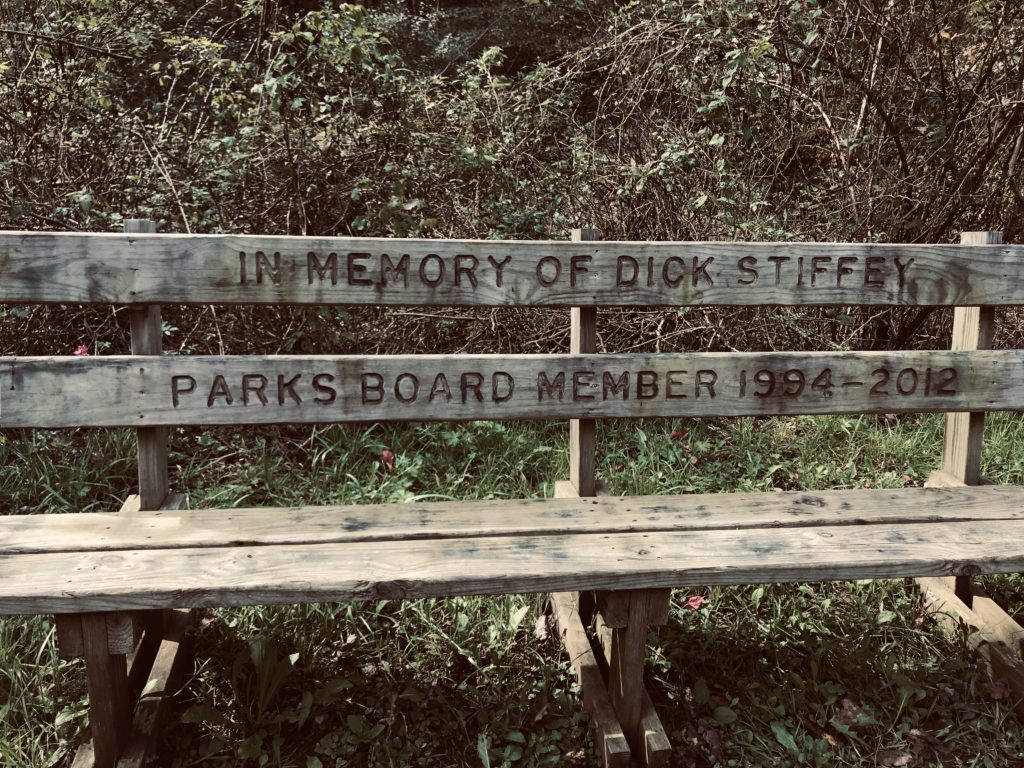 IN MEMORY OF DICK STIFFEY
PARKS BOARD MEMBER 1994-2012